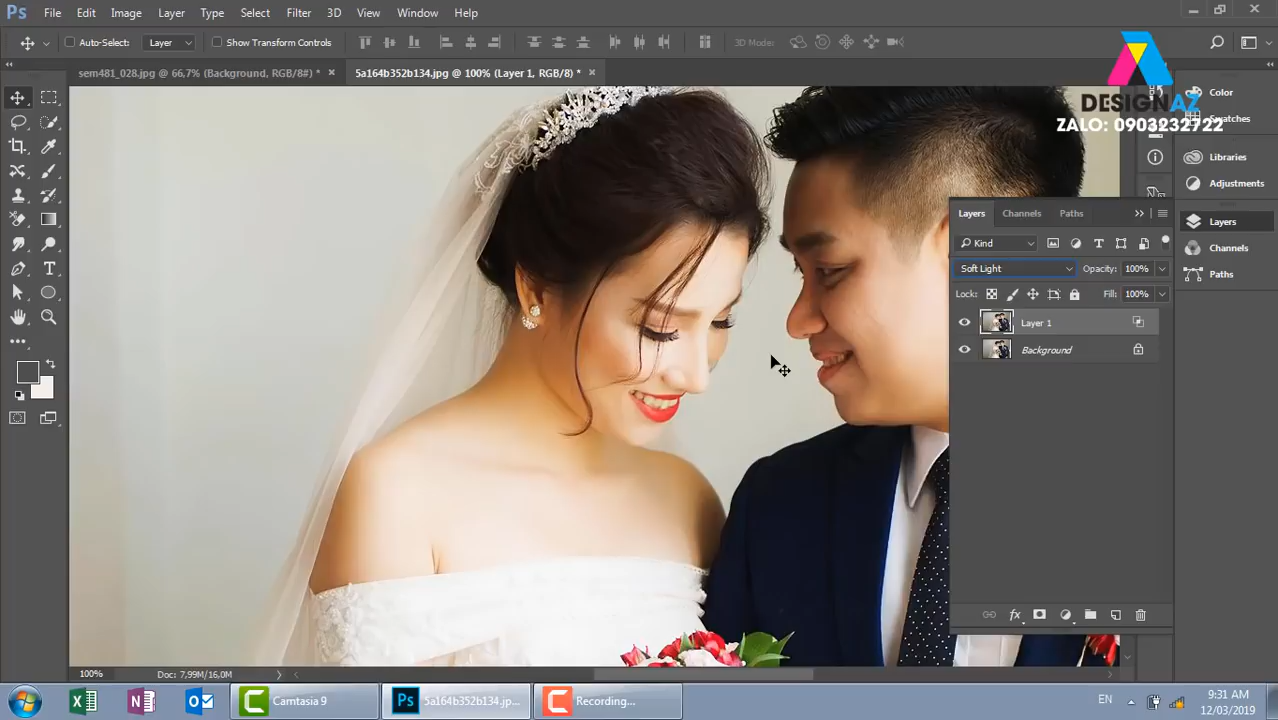 Ps File Edit Image Layer Type Select Filter 3D View Window Help
Auto-Select: Layer Show Transform Controls 3D Mode:
sem481_028.jpg @ 66,7% (Background, RGB/8#) * 5a164b352b134.jpg @ 100% (Layer 1, RGB/8) *
DESIGNAZ
ZALO: 0903232722
Color
Swatches
Libraries
Adjustments
Layers
Channels
Paths
Layers Channels Paths
Kind
Soft Light Opacity: 100%
Lock: Fill: 100%
Layer 1
Background
fx
100% Doc: 7,99M/16,0M
Camtasia 9 Ps 5a164b352b134.jp... Recording...
EN 9:31 AM
12/03/2019